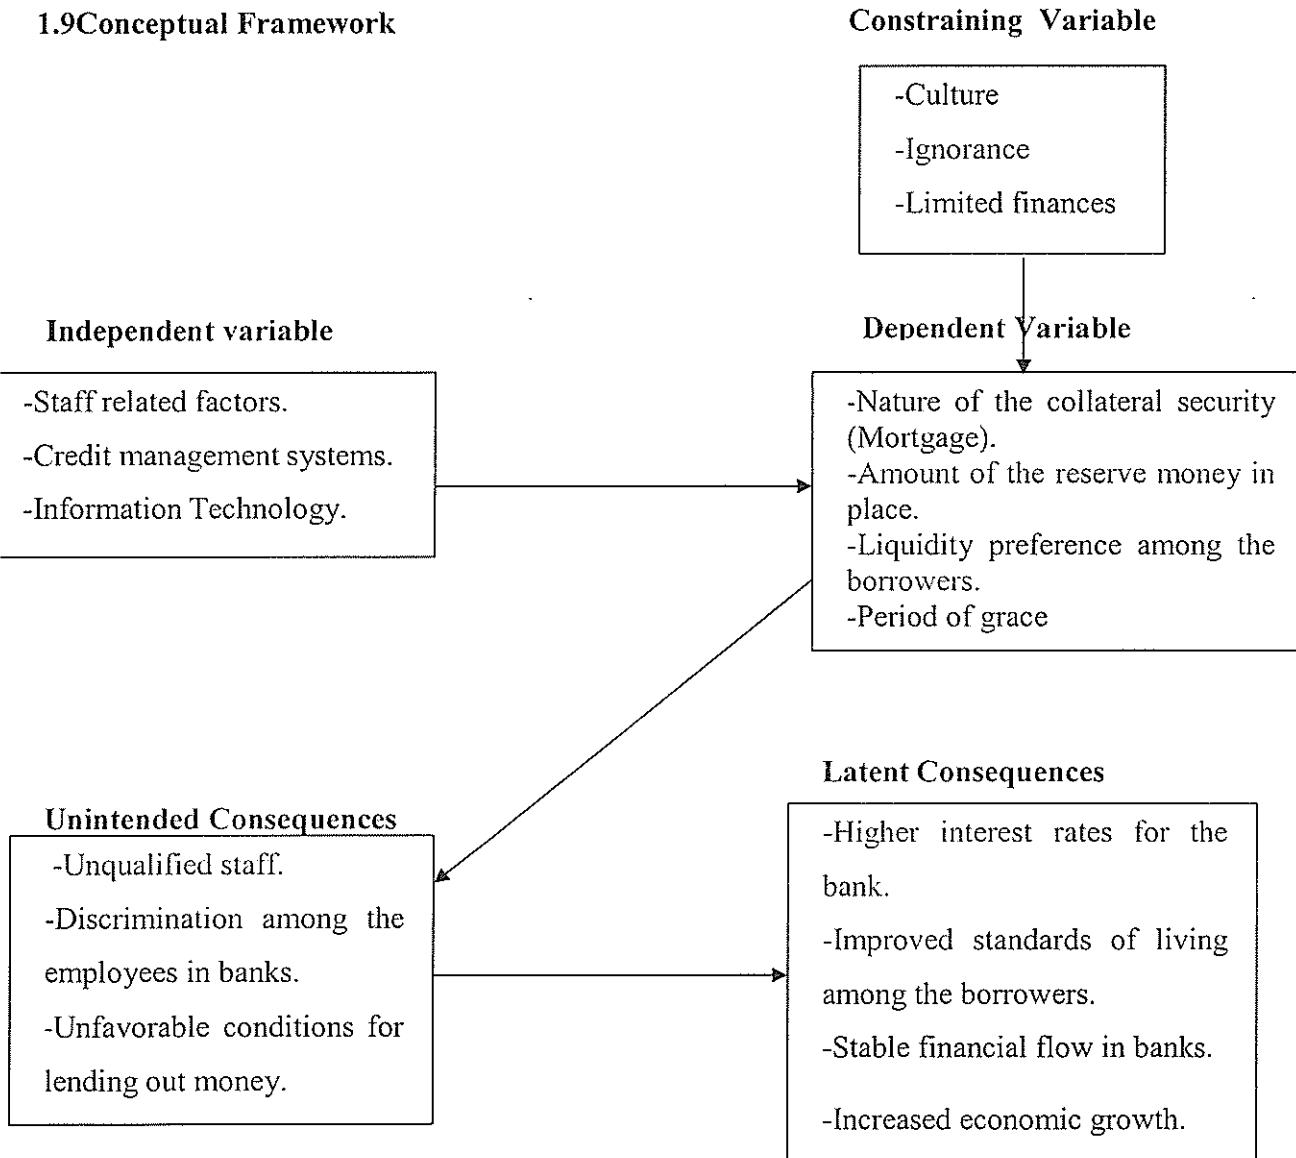 1.9Conceptual Framework
Constraining Variable
-Culture
-Ignorance
-Limited finances
Independent variable
-Staff related factors.
-Credit management systems.
-Information Technology.
Dependent Variable
-Nature of the collateral security
(Mortgage).
-Amount of the reserve money in
place.
-Liquidity preference among the
borrowers.
-Period of grace
Unintended Consequences
-Unqualified staff.
-Discrimination among the
employees in banks.
-Unfavorable conditions for
lending out money.
Latent Consequences
-Higher interest rates for the
bank.
-Improved standards of living
among the borrowers.
-Stable financial flow in banks.
-Increased economic growth.